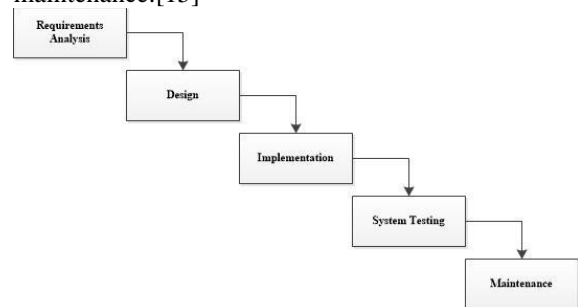 maintenance.[15]
Requirements
Analysis
Design
Implementation
System Testing
Maintenance